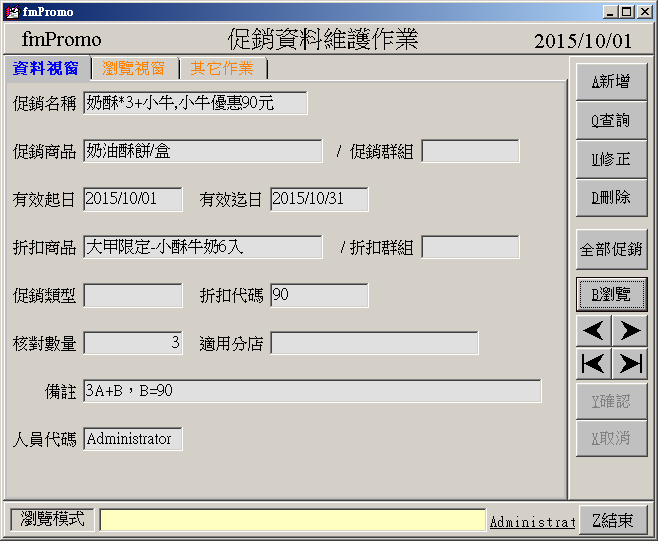 fmPromo
fmPromo 促銷資料維護作業 2015/10/01
資料視窗 瀏覽視窗 其它作業
促銷名稱 奶酥*3+小牛,小牛優惠90元
促銷商品 奶油酥餅/盒 / 促銷群組
有效起日 2015/10/01 有效迄日 2015/10/31
折扣商品 大甲限定-小酥牛奶6入 / 折扣群組
促銷類型 折扣代碼 90
核對數量 3 適用分店
備註 3A+B，B=90
人員代碼 Administrator
A新增
Q查詢
U修正
D刪除
全部促銷
B瀏覽
Y確認
X取消
瀏覽模式 Administrat Z結束